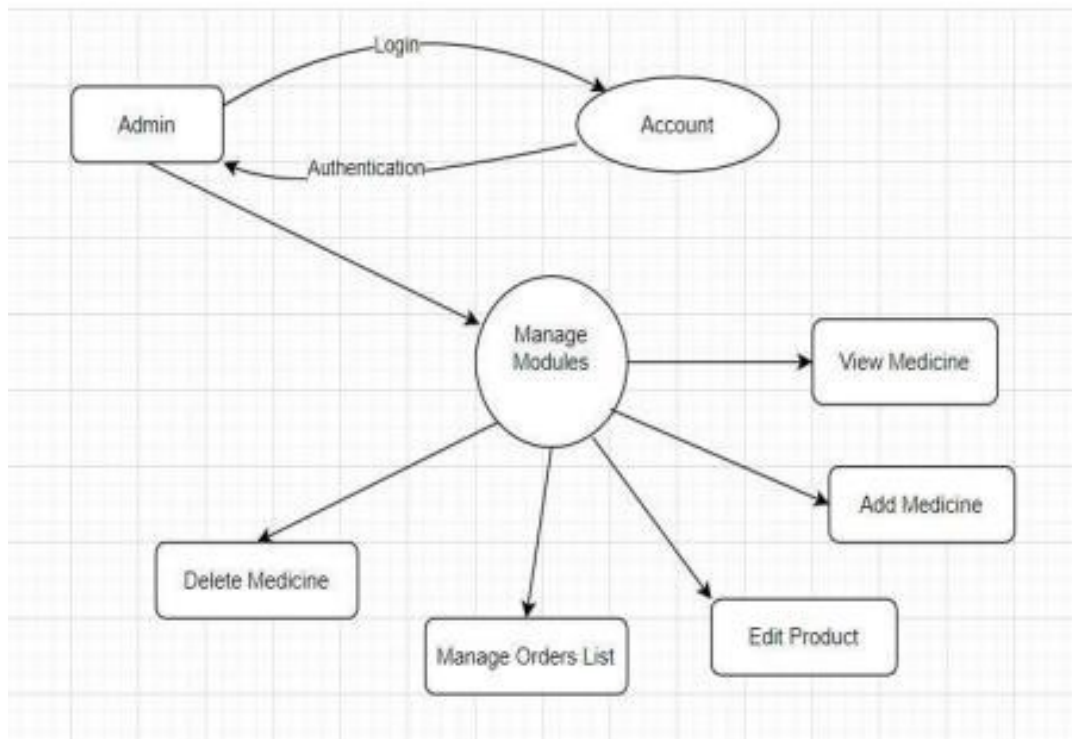 Login
Admin
Account
Authentication
Manage
Modules
View Medicine
Add Medicine
Delete Medicine
Edit Product
Manage Orders List